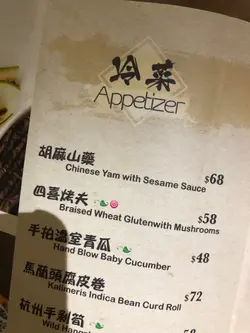 冷菜
Appetizer
胡麻山藥 $68
Chinese Yam with Sesame Sauce
四喜烤夫 $58
Braised Wheat Glutenwith Mushrooms
手拍溫室青瓜 $48
Hand Blow Baby Cucumber
馬蘭頭腐皮卷 $72
Kalimeris Indica Bean Curd Roll
杭州手剝筍
Wild Hang